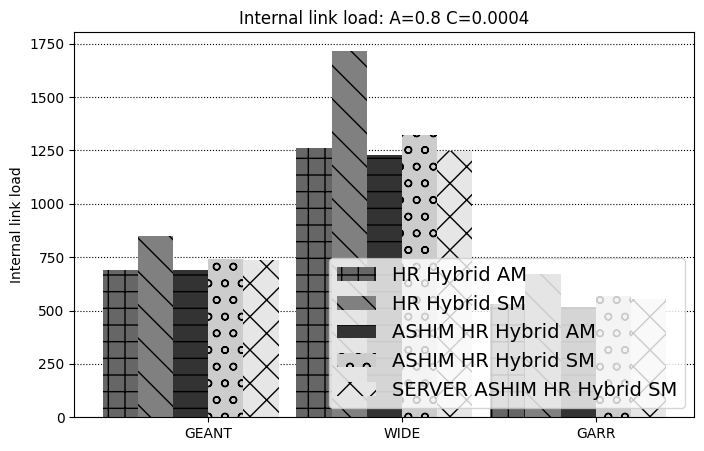 Internal link load: A=0.8 C=0.0004
Internal link load
1750
1500
1250
1000
750
500
250
0
HR Hybrid AM
HR Hybrid SM
ASHIM HR Hybrid AM
ASHIM HR Hybrid SM
SERVER ASHIM HR Hybrid SM
GEANT
WIDE
GARR